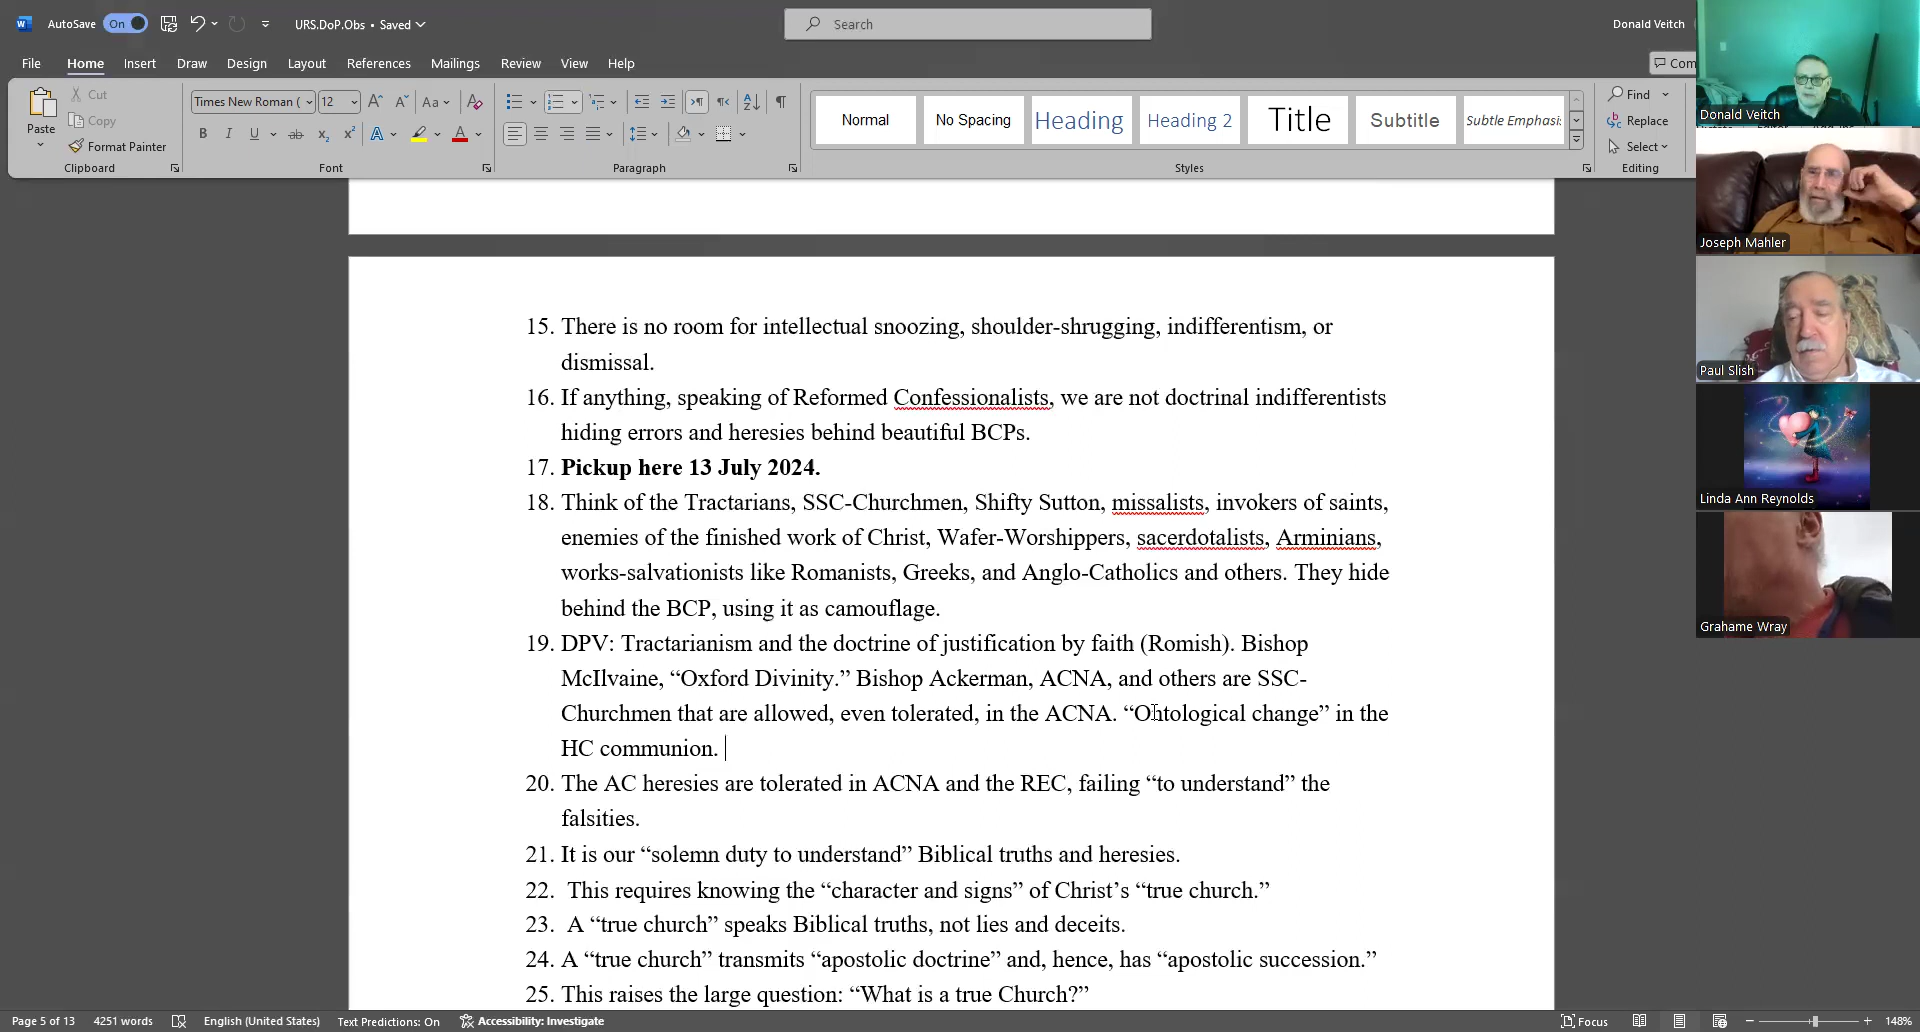 AutoSave On URS.DoP.Obs • Saved Search Donald Veitch
File Home Insert Draw Design Layout References Mailings Review View Help
Paste Cut Copy Format Painter Clipboard
Times New Roman ( 12 Aa Font
Paragraph
Normal No Spacing Heading Heading 2 Title Subtitle Subtle Emphasi: Styles
Find Replace Select Editing
Donald Veitch
Joseph Mahler
Paul Slish
Linda Ann Reynolds
Grahame Wray
15. There is no room for intellectual snoozing, shoulder-shrugging, indifferentism, or
dismissal.
16. If anything, speaking of Reformed Confessionalists, we are not doctrinal indifferentists
hiding errors and heresies behind beautiful BCPs.
17. Pickup here 13 July 2024.
18. Think of the Tractarians, SSC-Churchmen, Shifty Sutton, missalists, invokers of saints,
enemies of the finished work of Christ, Wafer-Worshippers, sacerdotalists, Arminians,
works-salvationists like Romanists, Greeks, and Anglo-Catholics and others. They hide
behind the BCP, using it as camouflage.
19. DPV: Tractarianism and the doctrine of justification by faith (Romish). Bishop
McIlvaine, “Oxford Divinity.” Bishop Ackerman, ACNA, and others are SSC-
Churchmen that are allowed, even tolerated, in the ACNA. “Ontological change” in the
HC communion.
20. The AC heresies are tolerated in ACNA and the REC, failing “to understand” the
falsities.
21. It is our “solemn duty to understand” Biblical truths and heresies.
22. This requires knowing the “character and signs” of Christ’s “true church.”
23. A “true church” speaks Biblical truths, not lies and deceits.
24. A “true church” transmits “apostolic doctrine” and, hence, has “apostolic succession.”
25. This raises the large question: “What is a true Church?”
Page 5 of 13 4251 words English (United States) Text Predictions: On Accessibility: Investigate Focus 148%